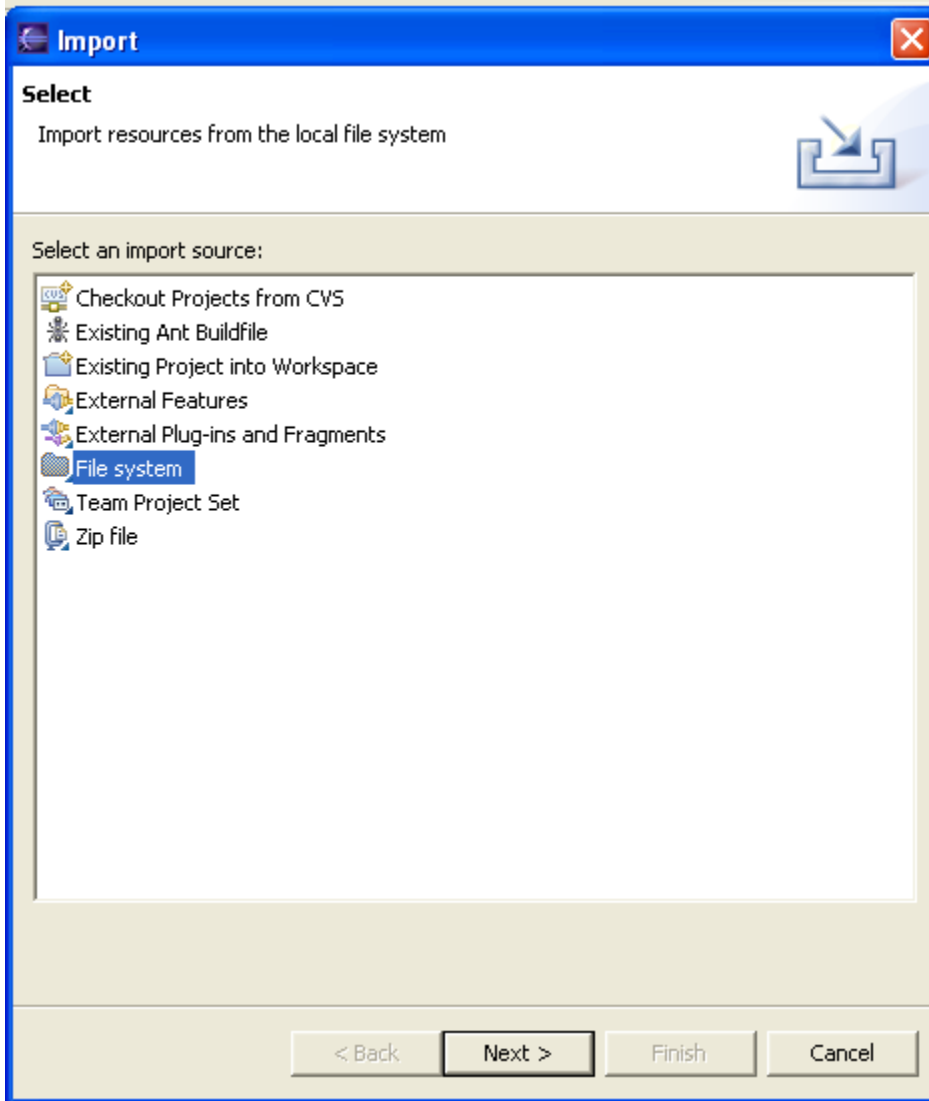 Import
Select
Import resources from the local file system
Select an import source:
CVS
Checkout Projects from CVS
Existing Ant Buildfile
Existing Project into Workspace
External Features
External Plug-ins and Fragments
File system
Team Project Set
Zip file
< Back
Next >
Finish
Cancel